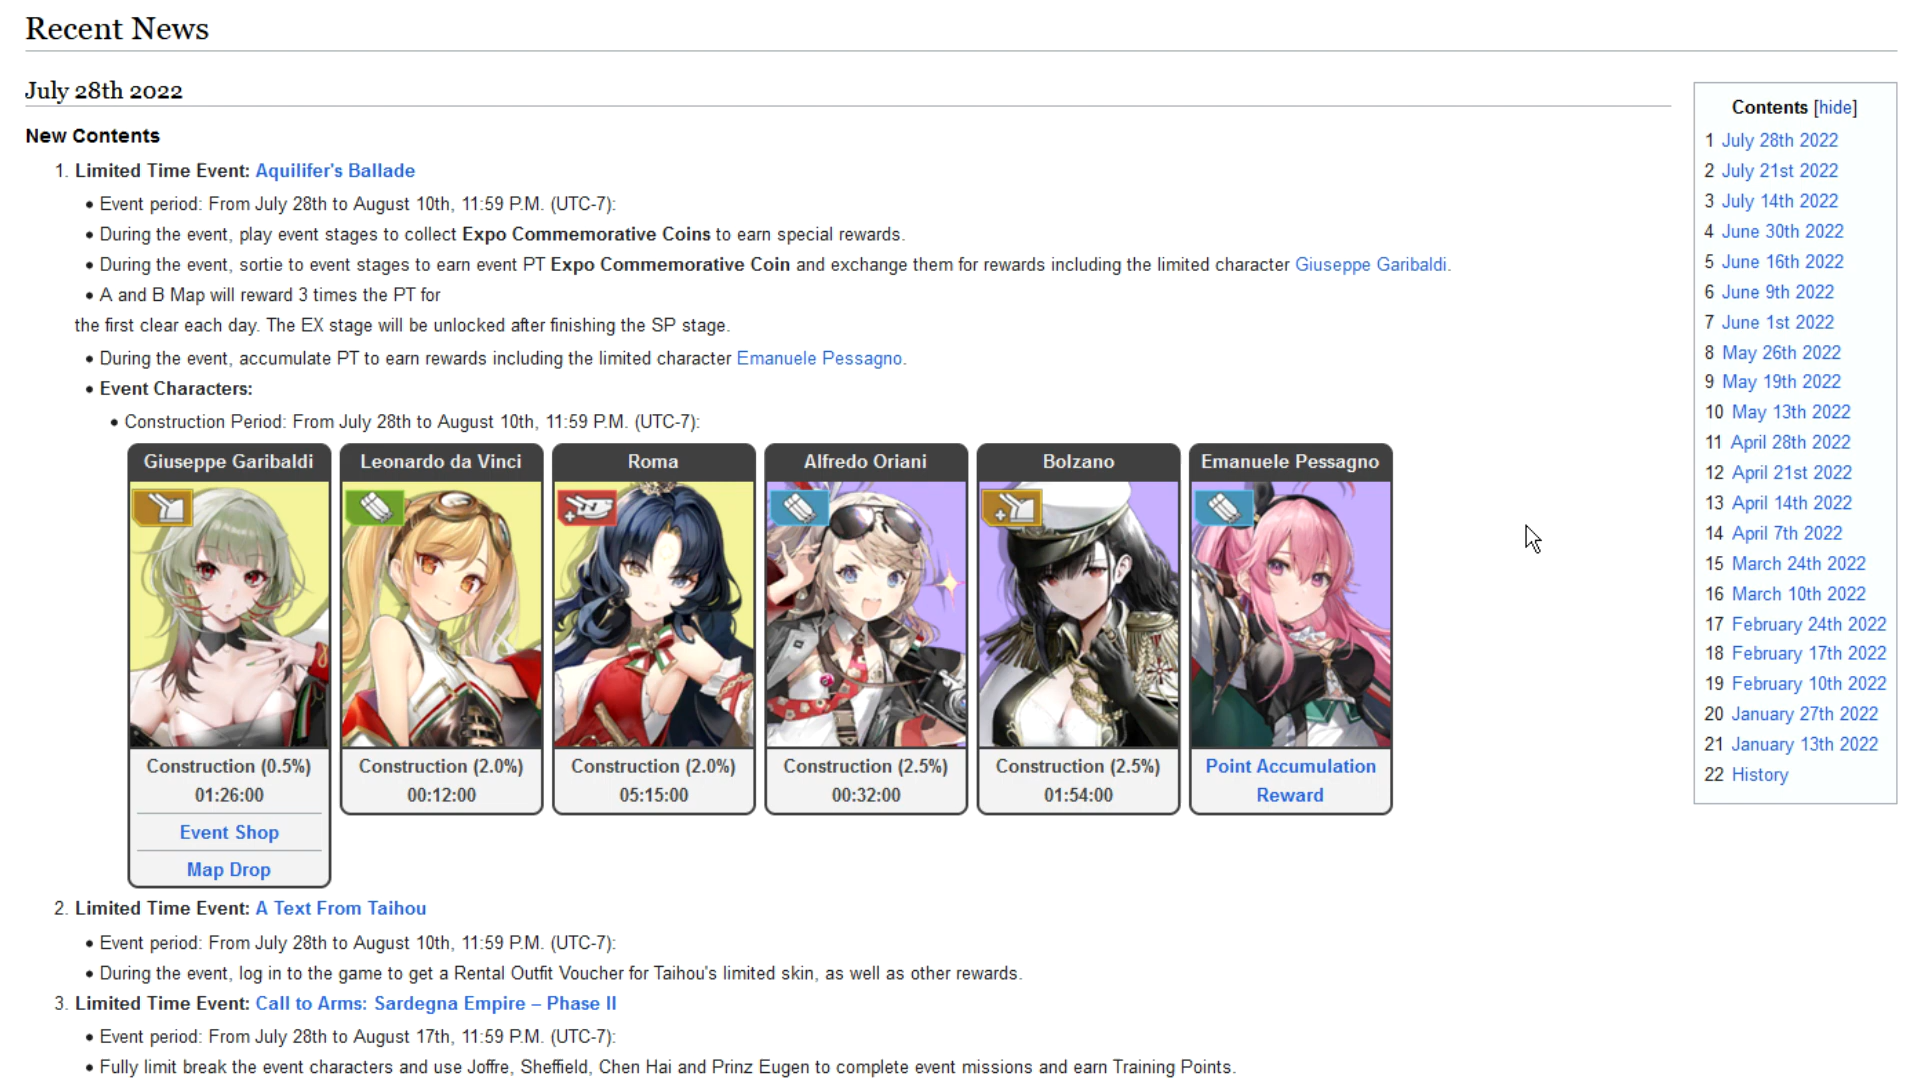 Recent News
July 28th 2022
New Contents
1. Limited Time Event: Aquilifer's Ballade
• Event period: From July 28th to August 10th, 11:59 P.M. (UTC-7):
• During the event, play event stages to collect Expo Commemorative Coins to earn special rewards.
• During the event, sortie to event stages to earn event PT Expo Commemorative Coin and exchange them for rewards including the limited character Giuseppe Garibaldi.
• A and B Map will reward 3 times the PT for
the first clear each day. The EX stage will be unlocked after finishing the SP stage.
• During the event, accumulate PT to earn rewards including the limited character Emanuele Pessagno.
• Event Characters:
• Construction Period: From July 28th to August 10th, 11:59 P.M. (UTC-7):
Giuseppe Garibaldi
Construction (0.5%)
01:26:00
Event Shop
Map Drop
Leonardo da Vinci
Construction (2.0%)
00:12:00
Roma
Construction (2.0%)
05:15:00
Alfredo Oriani
Construction (2.5%)
00:32:00
Bolzano
Construction (2.5%)
01:54:00
Emanuele Pessagno
Point Accumulation
Reward
2. Limited Time Event: A Text From Taihou
• Event period: From July 28th to August 10th, 11:59 P.M. (UTC-7):
• During the event, log in to the game to get a Rental Outfit Voucher for Taihou's limited skin, as well as other rewards.
3. Limited Time Event: Call to Arms: Sardegna Empire – Phase II
• Event period: From July 28th to August 17th, 11:59 P.M. (UTC-7):
• Fully limit break the event characters and use Joffre, Sheffield, Chen Hai and Prinz Eugen to complete event missions and earn Training Points.
Contents [hide]
1 July 28th 2022
2 July 21st 2022
3 July 14th 2022
4 June 30th 2022
5 June 16th 2022
6 June 9th 2022
7 June 1st 2022
8 May 26th 2022
9 May 19th 2022
10 May 13th 2022
11 April 28th 2022
12 April 21st 2022
13 April 14th 2022
14 April 7th 2022
15 March 24th 2022
16 March 10th 2022
17 February 24th 2022
18 February 17th 2022
19 February 10th 2022
20 January 27th 2022
21 January 13th 2022
22 History